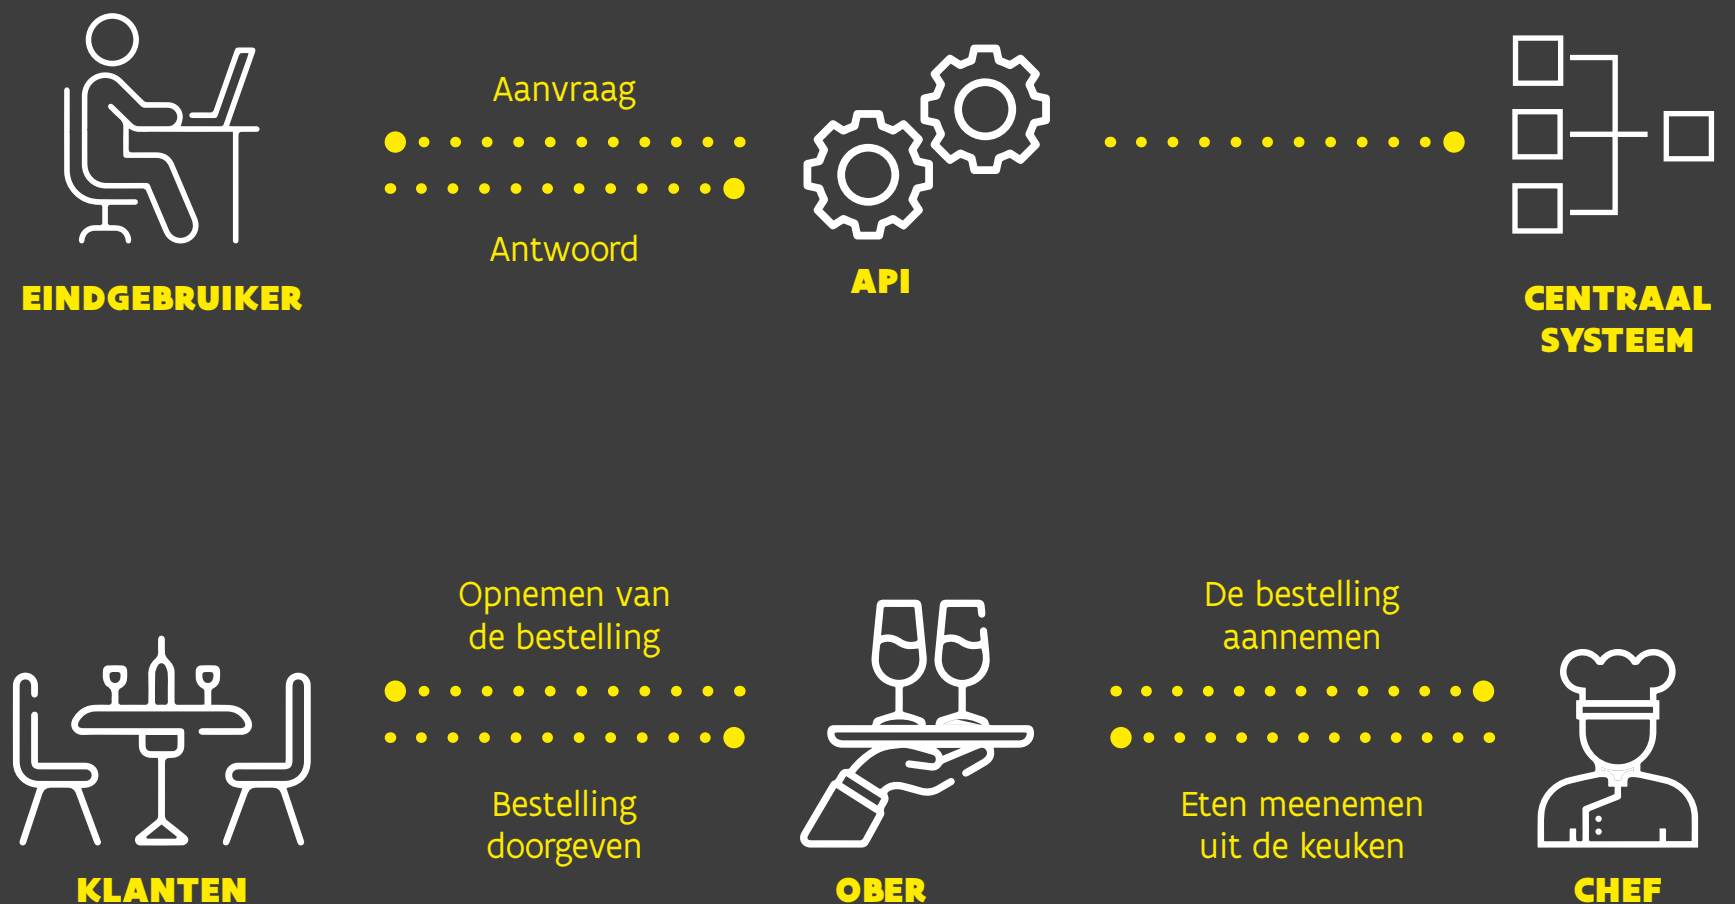 Aanvraag
Antwoord
EINDGEBRUIKER
API
CENTRAAL
SYSTEEM
Opnemen van
de bestelling
De bestelling
aannemen
Bestelling
doorgeven
Eten meenemen
uit de keuken
KLANTEN
OBER
CHEF